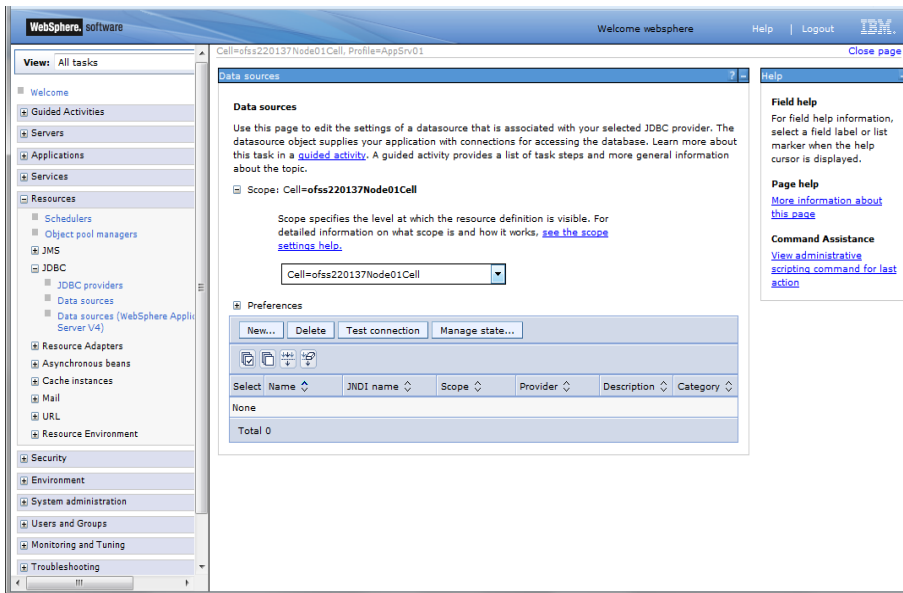 WebSphere. software
Welcome websphere
Help | Logout
IBM.
View: All tasks
Cell=ofss220137Node01Cell, Profile=AppSrv01
Close page
Welcome
Guided Activities
Servers
Applications
Services
Resources
Schedulers
Object pool managers
JMS
JDBC
JDBC providers
Data sources
Data sources (WebSphere Applic
Server V4)
Resource Adapters
Asynchronous beans
Cache instances
Mail
URL
Resource Environment
Security
Environment
System administration
Users and Groups
Monitoring and Tuning
Troubleshooting
Data sources
? -
Data sources
Use this page to edit the settings of a datasource that is associated with your selected JDBC provider. The
datasource object supplies your application with connections for accessing the database. Learn more about
this task in a guided activity. A guided activity provides a list of task steps and more general information
about the topic.
Scope: Cell=ofss220137Node01Cell
Scope specifies the level at which the resource definition is visible. For
detailed information on what scope is and how it works, see the scope
settings help.
Cell=ofss220137Node01Cell
Preferences
New... Delete Test connection Manage state...
Select Name JNDI name Scope Provider Description Category
None
Total 0
Help
Field help
For field help information,
select a field label or list
marker when the help
cursor is displayed.
Page help
More information about
this page
Command Assistance
View administrative
scripting command for last
action